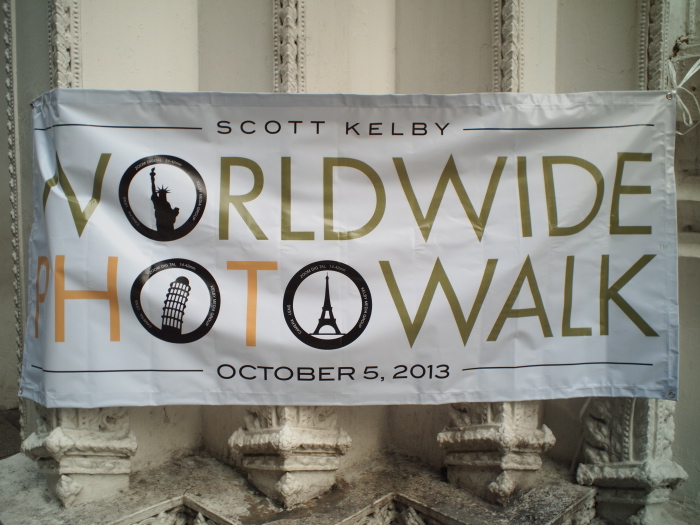 SCOTT KELBY
WORLDWIDE
PHOTOWALK
OCTOBER 5, 2013